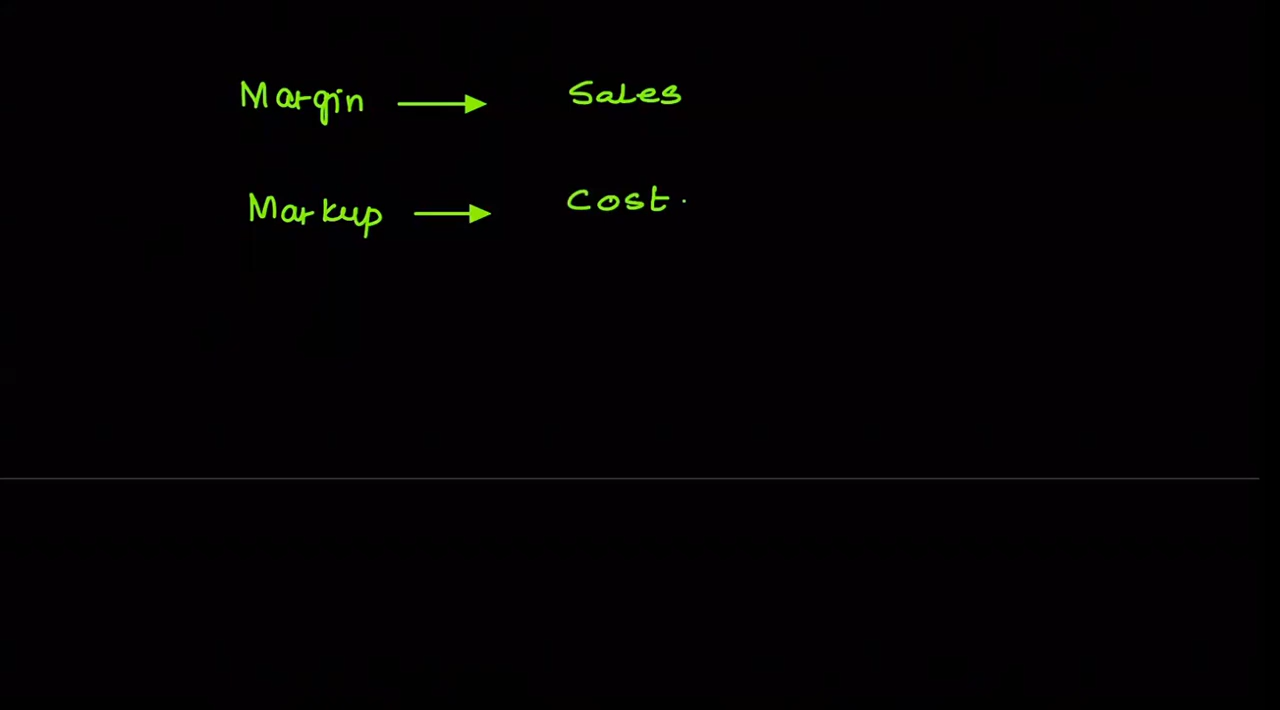 Margin → Sales
Markup → Cost.